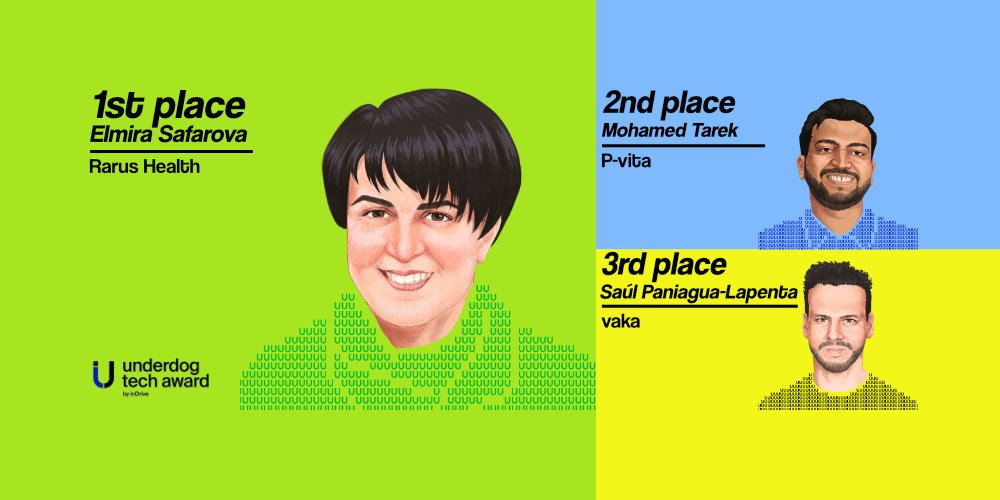 1st place
Elmira Safarova
Rarus Health
underdog
tech award
by inDrive
2nd place
Mohamed Tarek
P-vita
3rd place
Saúl Paniagua-Lapenta
vaka